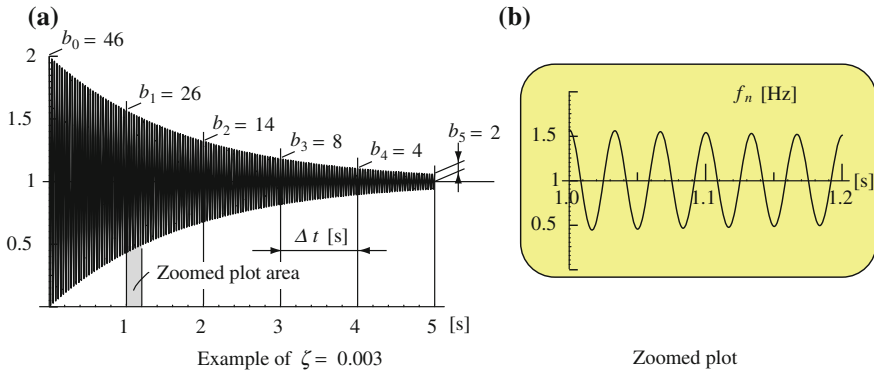 (a)
b₀ = 46
2
b₁ = 26
1.5
b₂ = 14
b₃ = 8
b₄ = 4
b₅ = 2
1
0.5
Δ t [s]
Zoomed plot area
1 2 3 4 5 [s]
Example of ζ = 0.003
(b)
fₙ [Hz]
1.5
[s]
1
1.0 1.1 1.2
0.5
Zoomed plot